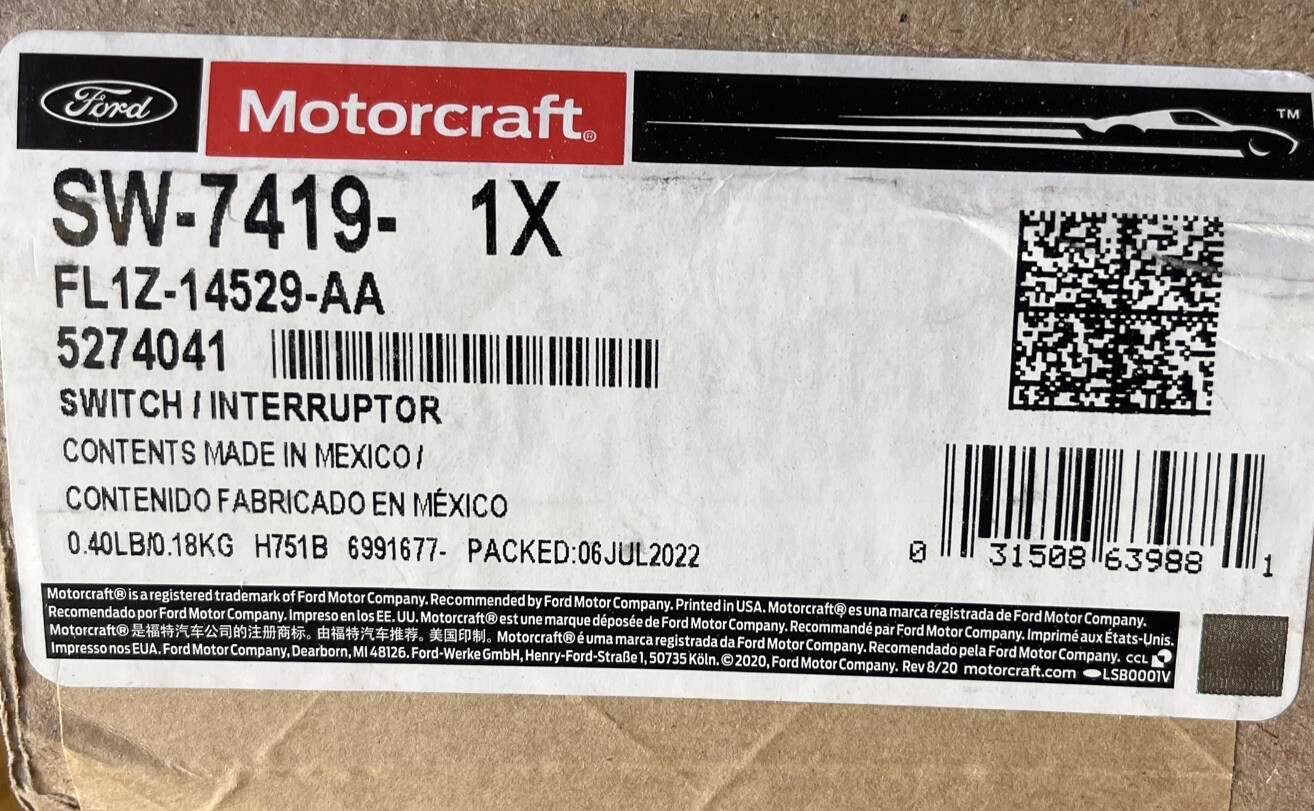 Ford
Motorcraft®
TM
SW-7419- 1X
FL1Z-14529-AA
5274041
SWITCH / INTERRUPTOR
CONTENTS MADE IN MEXICO /
CONTENIDO FABRICADO EN MÉXICO
0.40LB/0.18KG H751B 6991677- PACKED:06JUL2022
0 31508 63988 1
Motorcraft® is a registered trademark of Ford Motor Company. Recommended by Ford Motor Company. Printed in USA. Motorcraft® es una marca registrada de Ford Motor Company.
Recomendado por Ford Motor Company. Impreso en los EE. UU. Motorcraft® est une marque déposée de Ford Motor Company. Recommandé par Ford Motor Company. Imprimé aux États-Unis.
Motorcraft® 是福特汽车公司的注册商标。由福特汽车推荐。美国印制。Motorcraft® é uma marca registrada da Ford Motor Company. Recomendado pela Ford Motor Company. CCL
Impresso nos EUA. Ford Motor Company, Dearborn, MI 48126. Ford-Werke GmbH, Henry-Ford-Straße 1, 50735 Köln. © 2020, Ford Motor Company. Rev 8/20 motorcraft.com LSB0001V